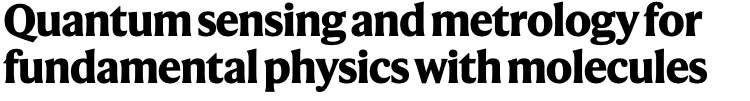 Quantum sensing and metrology for
fundamental physics with molecules